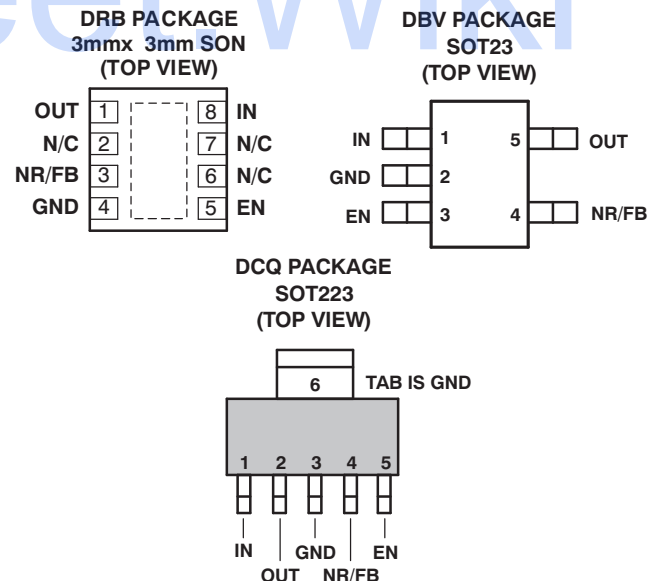 eet.Wiki
DRB PACKAGE
3mmx 3mm SON
(TOP VIEW)
OUT 1 8 IN
N/C 2 7 N/C
NR/FB 3 6 N/C
GND 4 5 EN
DBV PACKAGE
SOT23
(TOP VIEW)
IN 1 5 OUT
GND 2
EN 3 4 NR/FB
DCQ PACKAGE
SOT223
(TOP VIEW)
6 TAB IS GND
1 2 3 4 5
IN GND EN
OUT NR/FB